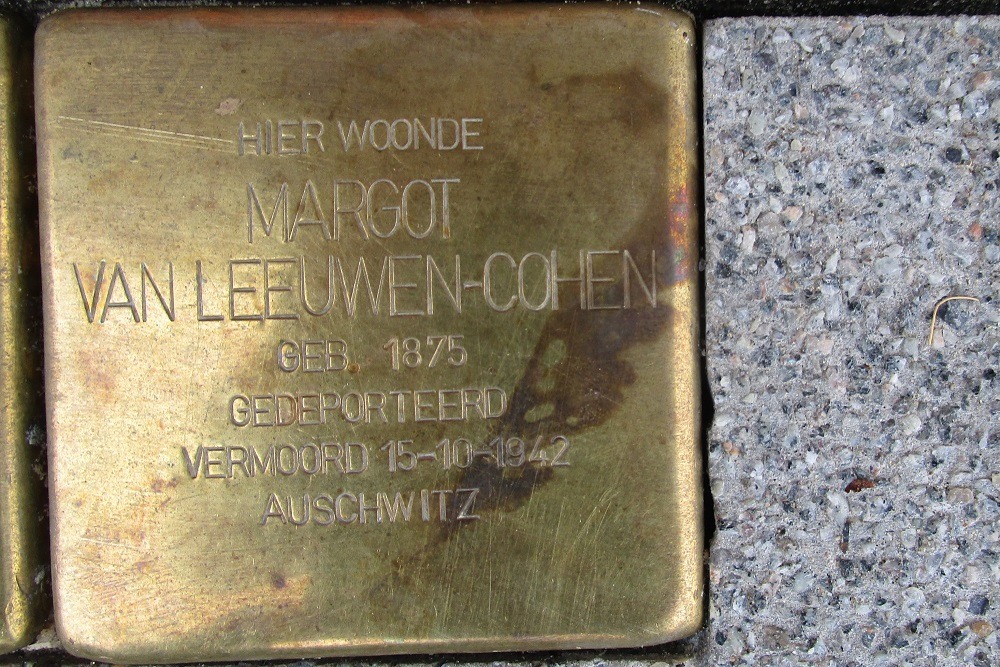 HIER WOONDE
MARGOT
VAN LEEUWEN-COHEN
GEB. 1875
GEDEPORTEERD
VERMOORD 15-10-1942
AUSCHWITZ